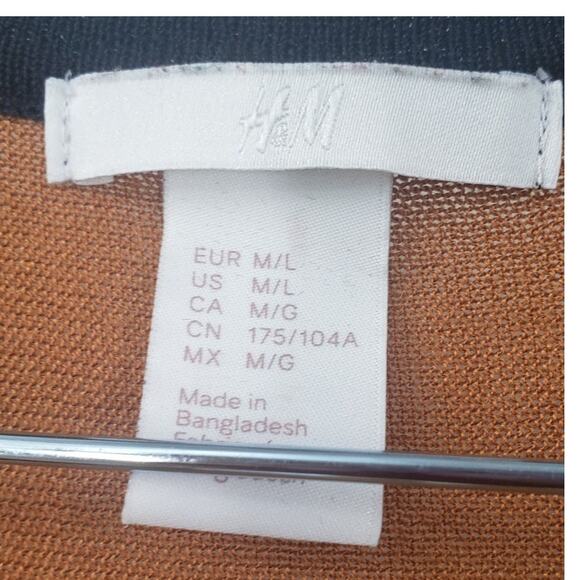 H&M
EUR M/L
US M/L
CA M/G
CN 175/104A
MX M/G
Made in
Bangladesh